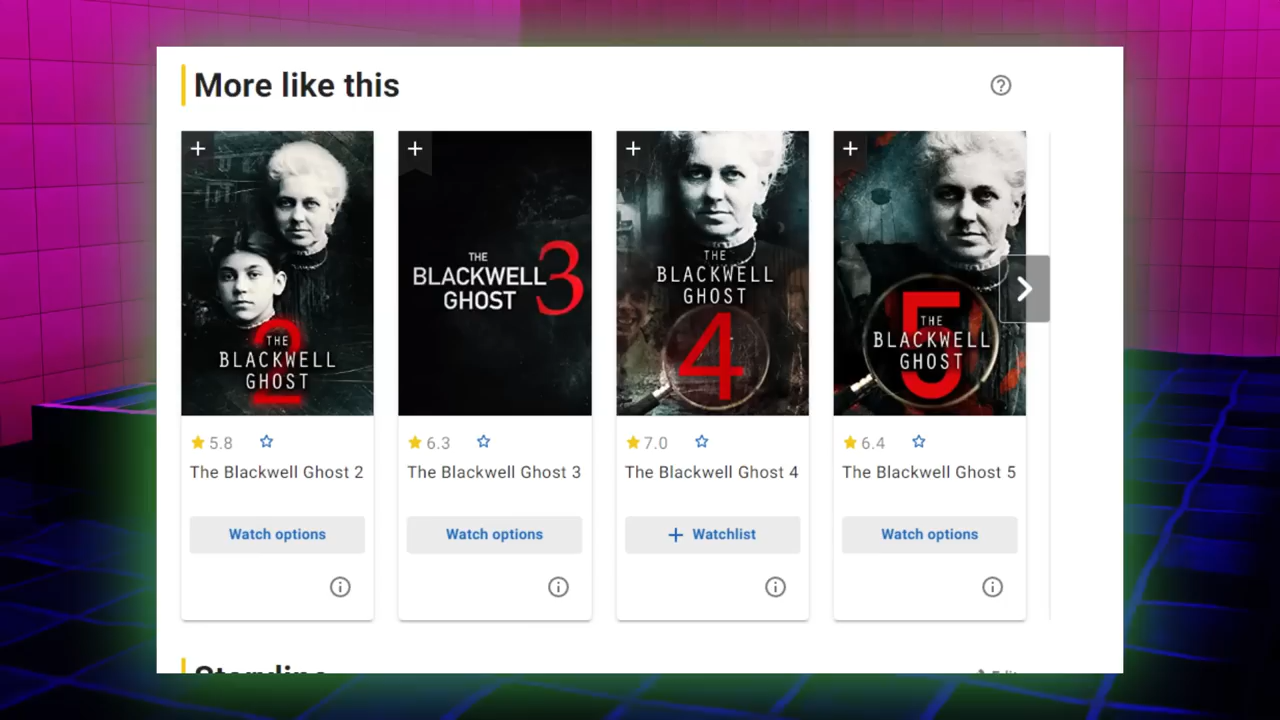 More like this
THE
BLACKWELL
GHOST
2
THE
BLACKWELL
GHOST
3
THE
BLACKWELL
GHOST
4
THE
BLACKWELL
GHOST
5
5.8
6.3
7.0
6.4
The Blackwell Ghost 2
The Blackwell Ghost 3
The Blackwell Ghost 4
The Blackwell Ghost 5
Watch options
Watch options
+ Watchlist
Watch options
Storyline
Edit